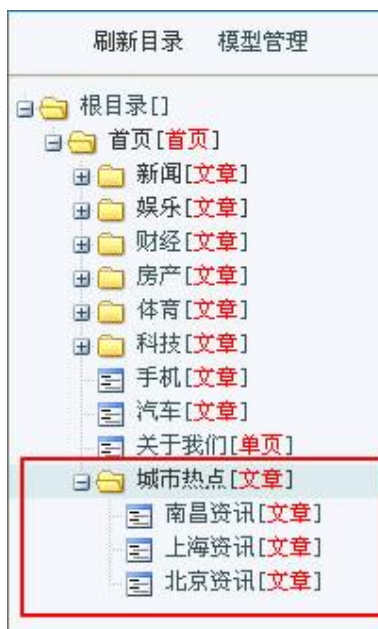 刷新目录 模型管理
根目录[]
首页[首页]
新闻[文章]
娱乐[文章]
财经[文章]
房产[文章]
体育[文章]
科技[文章]
手机[文章]
汽车[文章]
关于我们[单页]
城市热点[文章]
南昌资讯[文章]
上海资讯[文章]
北京资讯[文章]